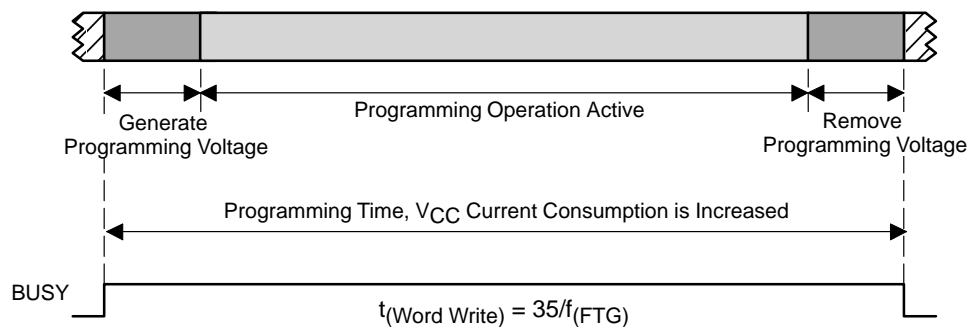 Generate
Programming Voltage
Programming Operation Active
Remove
Programming Voltage
Programming Time, VCC Current Consumption is Increased
BUSY
t(Word Write) = 35/f(FTG)